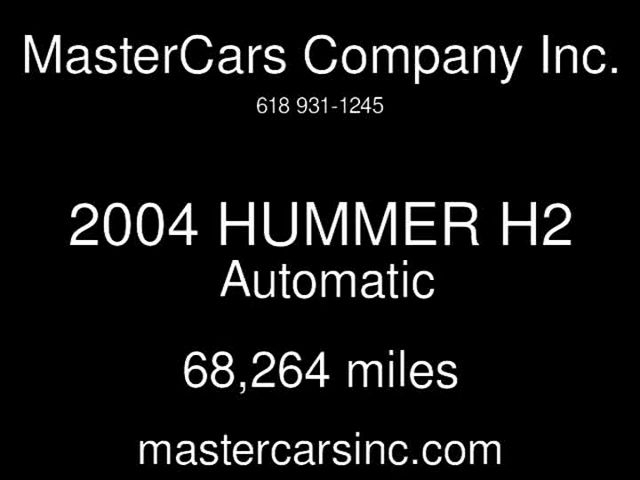 MasterCars Company Inc.
618 931-1245
2004 HUMMER H2
Automatic
68,264 miles
mastercarsinc.com